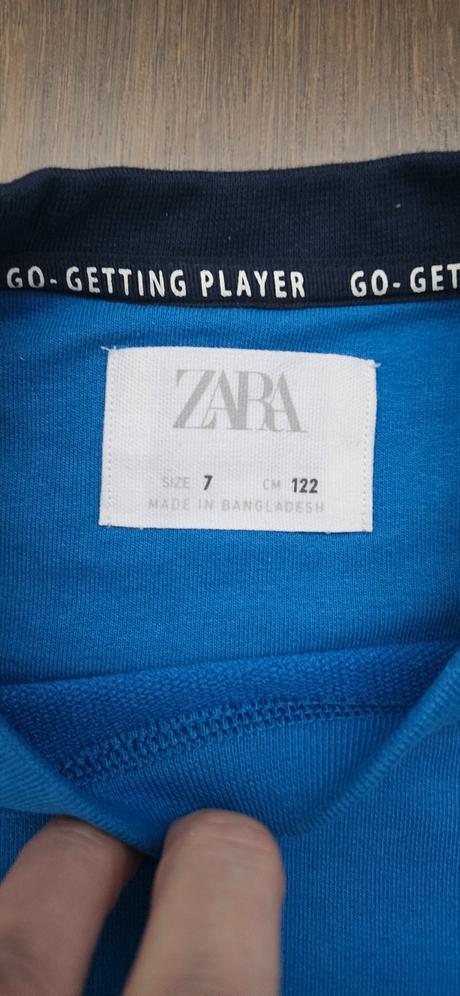 GO-GETTING PLAYER GO-GET
ZARA
SIZE 7 CM 122
MADE IN BANGLADESH